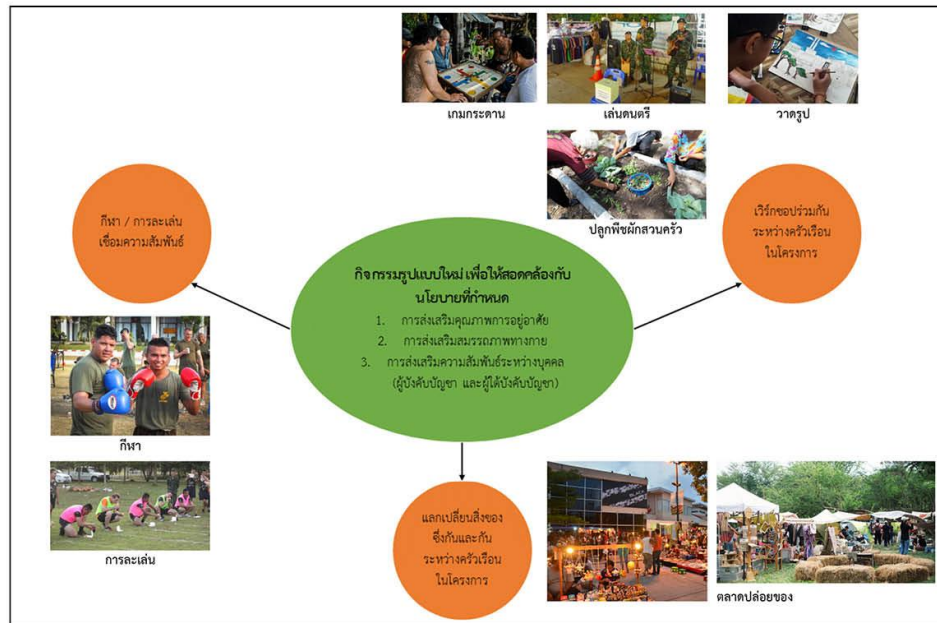 เกมกระดาน
เล่นดนตรี
วาดรูป
ปลูกพืชผักสวนครัว
กีฬา / การละเล่น
เชื่อมความสัมพันธ์
เวิร์กชอปร่วมกัน
ระหว่างครัวเรือน
ในโครงการ
กิจกรรมรูปแบบใหม่ เพื่อให้สอดคล้องกับ
นโยบายที่กำหนด
1. การส่งเสริมคุณภาพการอยู่อาศัย
2. การส่งเสริมสมรรถภาพทางกาย
3. การส่งเสริมความสัมพันธ์ระหว่างบุคคล
(ผู้บังคับบัญชา และผู้ใต้บังคับบัญชา)
กีฬา
การละเล่น
แลกเปลี่ยนสิ่งของ
ซึ่งกันและกัน
ระหว่างครัวเรือน
ในโครงการ
ตลาดปล่อยของ